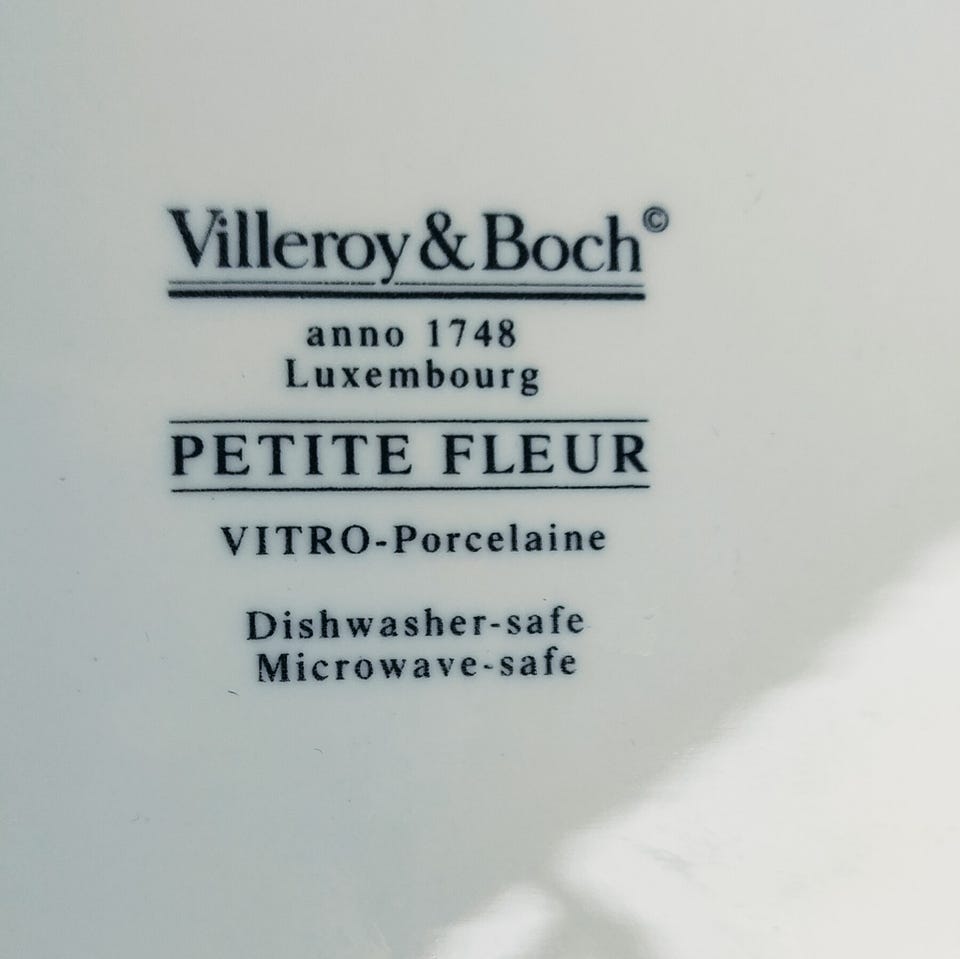 Villeroy & Boch©
anno 1748
Luxembourg
PETITE FLEUR
VITRO-Porcelaine
Dishwasher-safe
Microwave-safe